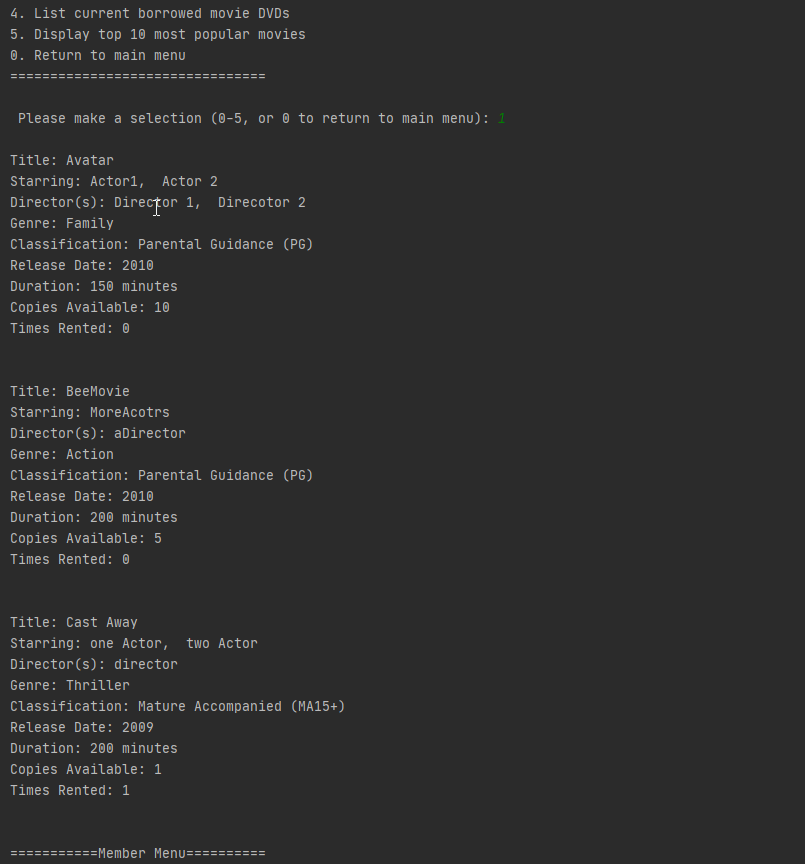 4. List current borrowed movie DVDs
5. Display top 10 most popular movies
0. Return to main menu
================================
Please make a selection (0-5, or 0 to return to main menu): 1
Title: Avatar
Starring: Actor1,  Actor 2
Director(s): Director 1,  Direcotor 2
Genre: Family
Classification: Parental Guidance (PG)
Release Date: 2010
Duration: 150 minutes
Copies Available: 10
Times Rented: 0
Title: BeeMovie
Starring: MoreAcotrs
Director(s): aDirector
Genre: Action
Classification: Parental Guidance (PG)
Release Date: 2010
Duration: 200 minutes
Copies Available: 5
Times Rented: 0
Title: Cast Away
Starring: one Actor,  two Actor
Director(s): director
Genre: Thriller
Classification: Mature Accompanied (MA15+)
Release Date: 2009
Duration: 200 minutes
Copies Available: 1
Times Rented: 1
===========Member Menu==========